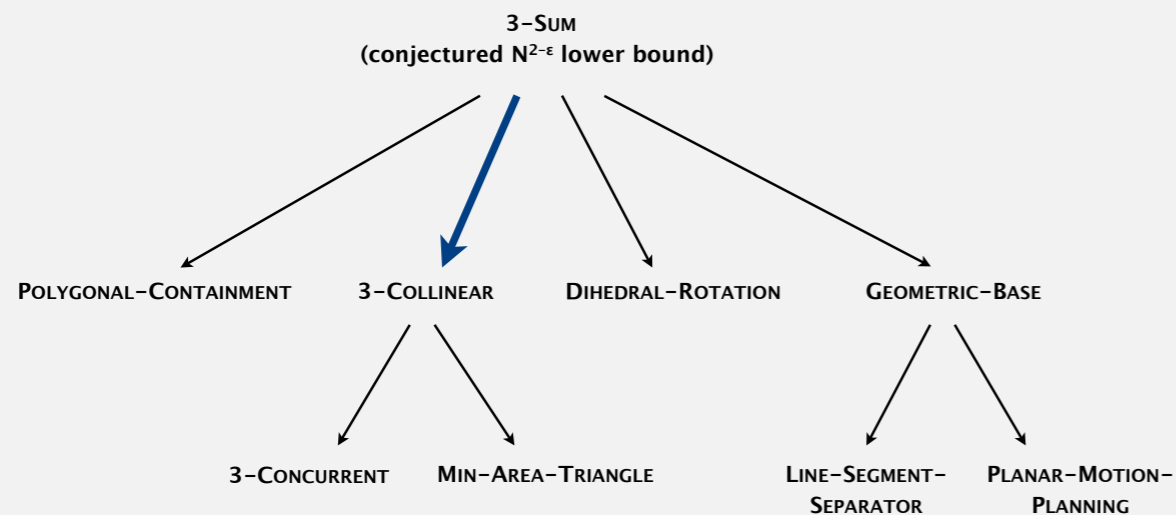 3-SUM
(conjectured N²⁻ᵋ lower bound)
POLYGONAL-CONTAINMENT
3-COLLINEAR
DIHEDRAL-ROTATION
GEOMETRIC-BASE
3-CONCURRENT
MIN-AREA-TRIANGLE
LINE-SEGMENT-
SEPARATOR
PLANAR-MOTION-
PLANNING